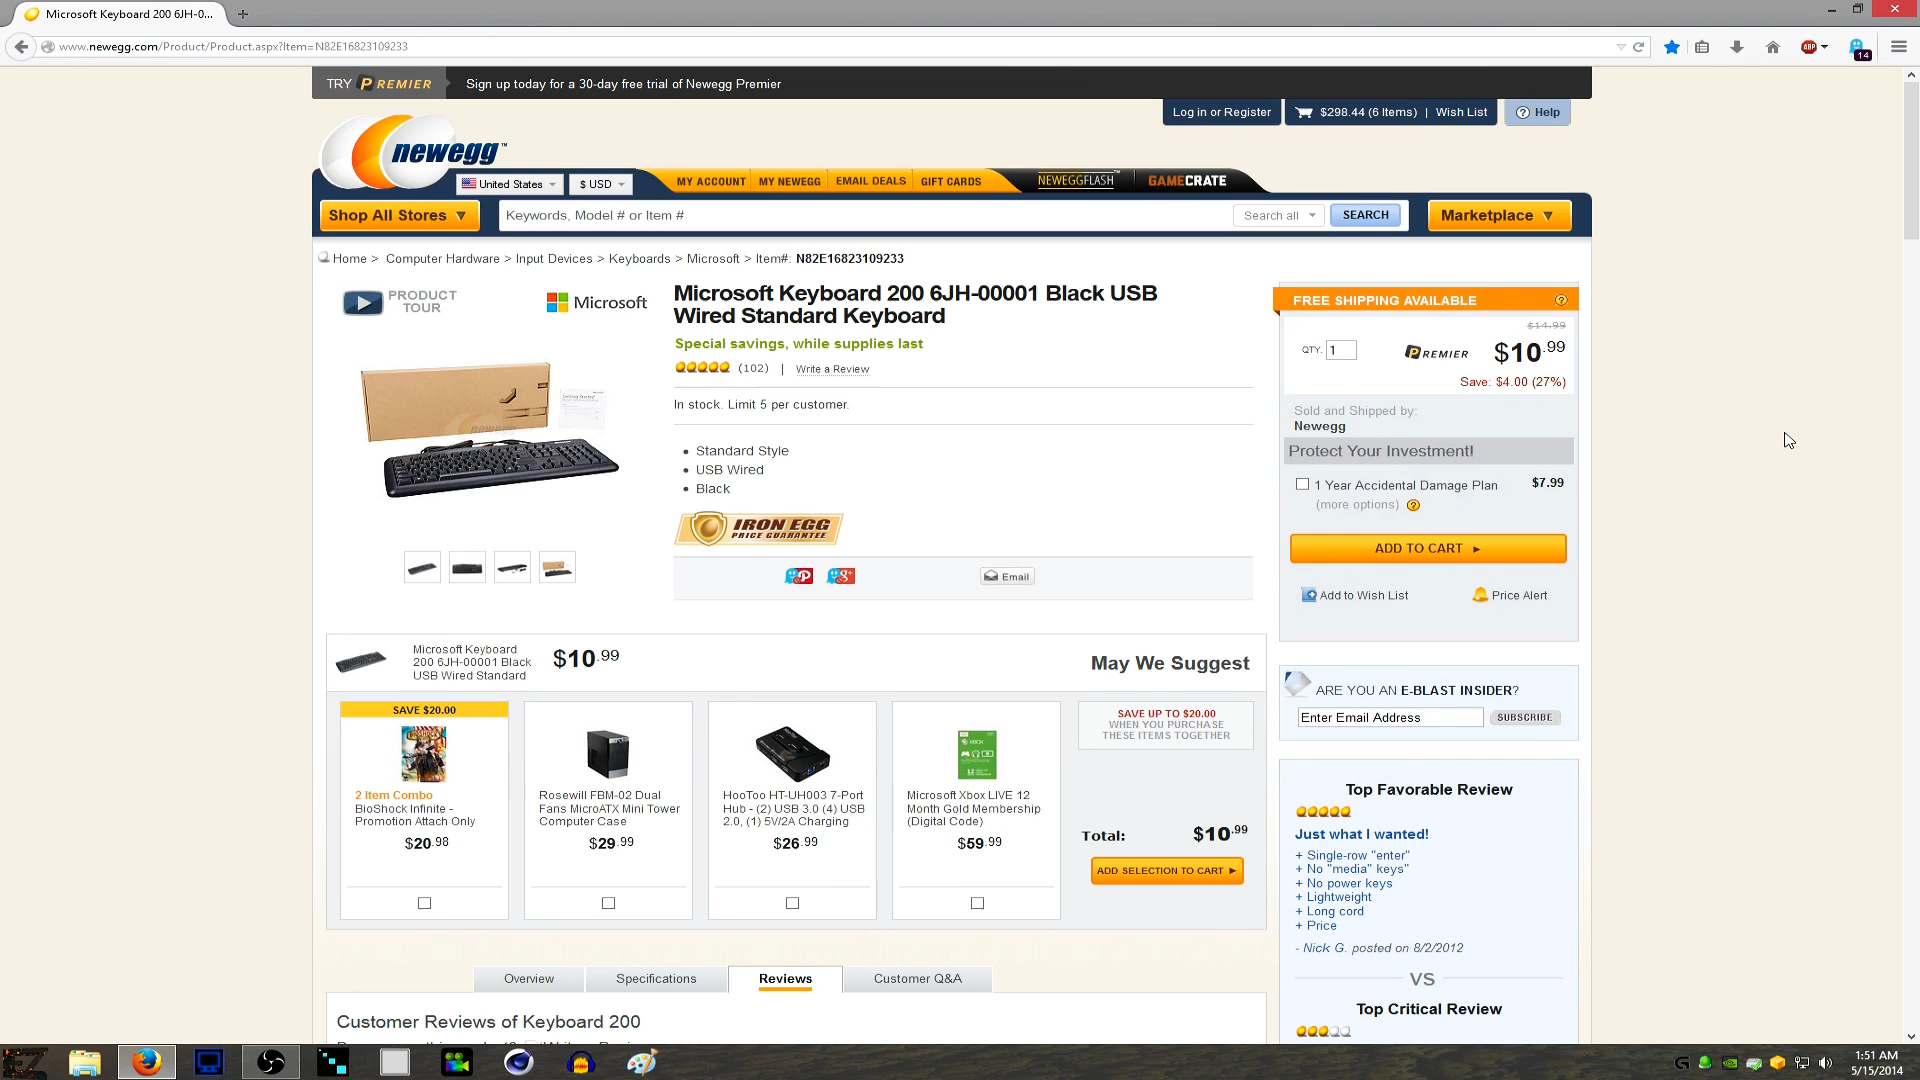 Microsoft Keyboard 200 6JH-0...
www.newegg.com/Product/Product.aspx?Item=N82E16823109233
ABP
14
TRY PREMIER
Sign up today for a 30-day free trial of Newegg Premier
Log in or Register
$298.44 (6 Items) | Wish List
Help
newegg™
United States
$ USD
MY ACCOUNT
MY NEWEGG
EMAIL DEALS
GIFT CARDS
NEWEGGFLASH™
GAMECRATE
Shop All Stores ▼
Keywords, Model # or Item #
Search all
SEARCH
Marketplace ▼
Home > Computer Hardware > Input Devices > Keyboards > Microsoft > Item#: N82E16823109233
PRODUCT
TOUR
Microsoft
Microsoft Keyboard 200 6JH-00001 Black USB
Wired Standard Keyboard
Special savings, while supplies last
(102) | Write a Review
In stock. Limit 5 per customer.
• Standard Style
• USB Wired
• Black
IRON EGG
PRICE GUARANTEE
Email
FREE SHIPPING AVAILABLE
$14.99
QTY. 1
PREMIER
$10.99
Save: $4.00 (27%)
Sold and Shipped by:
Newegg
Protect Your Investment!
1 Year Accidental Damage Plan $7.99
(more options)
ADD TO CART ►
Add to Wish List
Price Alert
Microsoft Keyboard
200 6JH-00001 Black
USB Wired Standard
$10.99
May We Suggest
SAVE $20.00
2 Item Combo
BioShock Infinite -
Promotion Attach Only
$20.98
Rosewill FBM-02 Dual
Fans MicroATX Mini Tower
Computer Case
$29.99
HooToo HT-UH003 7-Port
Hub - (2) USB 3.0 (4) USB
2.0, (1) 5V/2A Charging
$26.99
XBOX
Microsoft Xbox LIVE 12
Month Gold Membership
(Digital Code)
$59.99
SAVE UP TO $20.00
WHEN YOU PURCHASE
THESE ITEMS TOGETHER
Total: $10.99
ADD SELECTION TO CART ►
ARE YOU AN E-BLAST INSIDER?
Enter Email Address
SUBSCRIBE
Top Favorable Review
Just what I wanted!
+ Single-row "enter"
+ No "media" keys"
+ No power keys
+ Lightweight
+ Long cord
+ Price
- Nick G. posted on 8/2/2012
VS
Top Critical Review
Overview
Specifications
Reviews
Customer Q&A
Customer Reviews of Keyboard 200
1:51 AM
5/15/2014